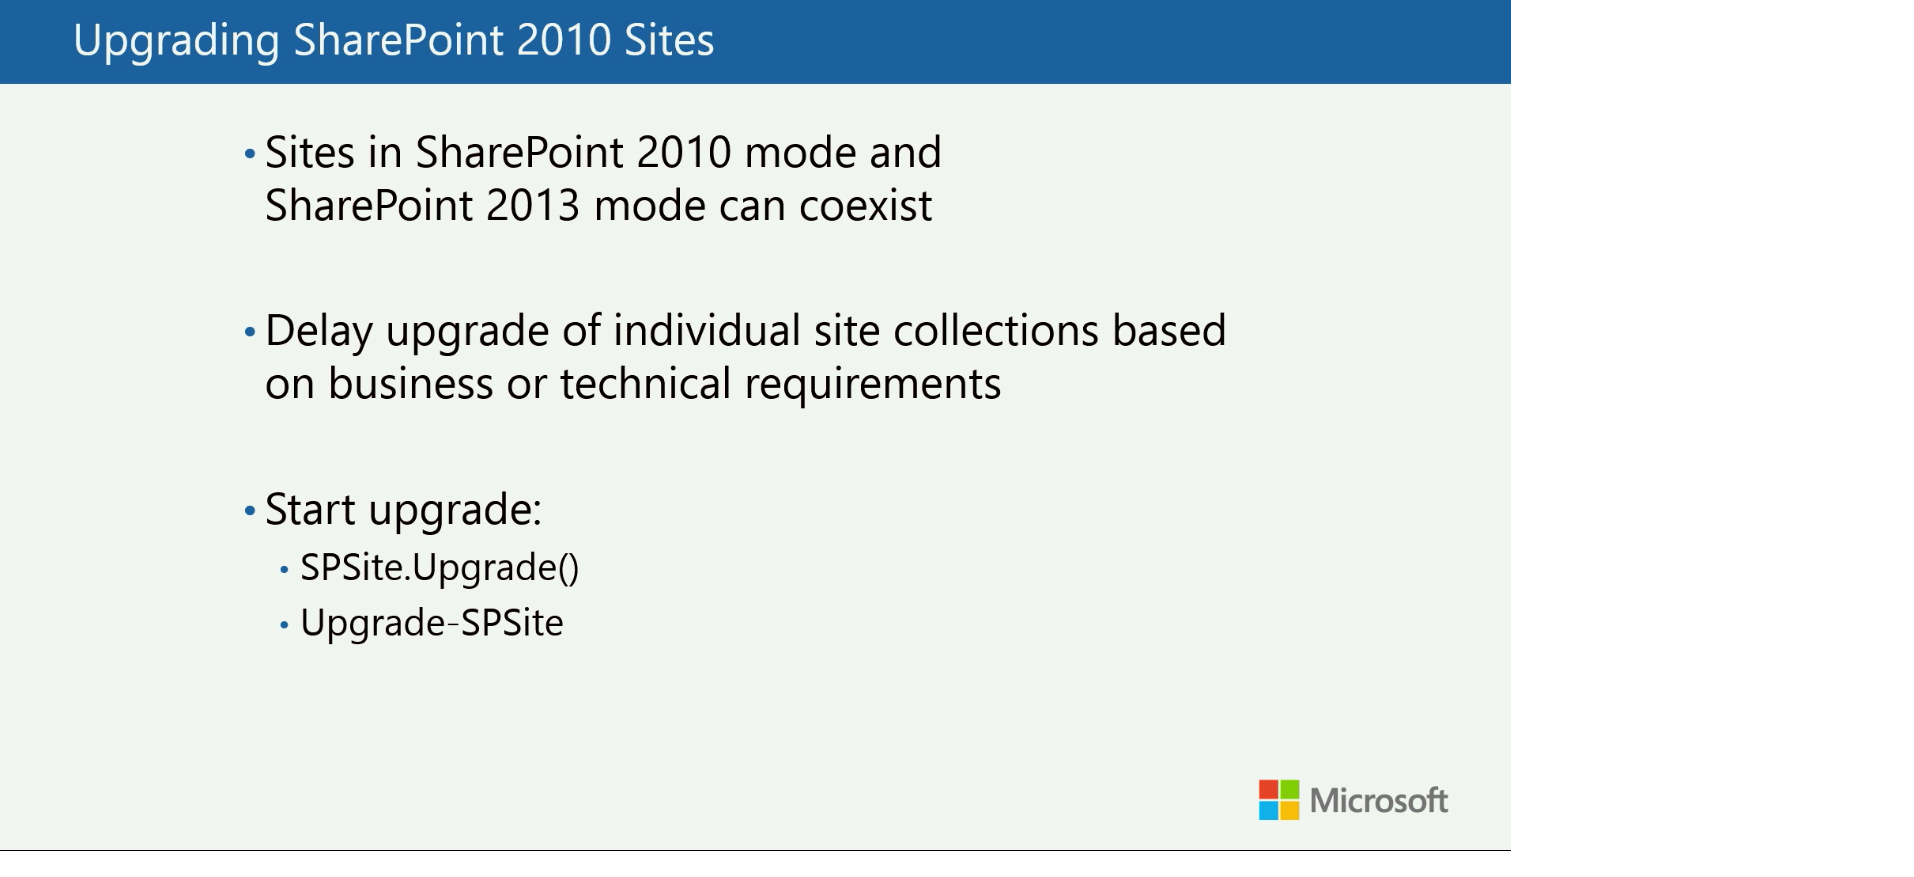 Upgrading SharePoint 2010 Sites
• Sites in SharePoint 2010 mode and
SharePoint 2013 mode can coexist
• Delay upgrade of individual site collections based
on business or technical requirements
• Start upgrade:
• SPSite.Upgrade()
• Upgrade-SPSite
Microsoft